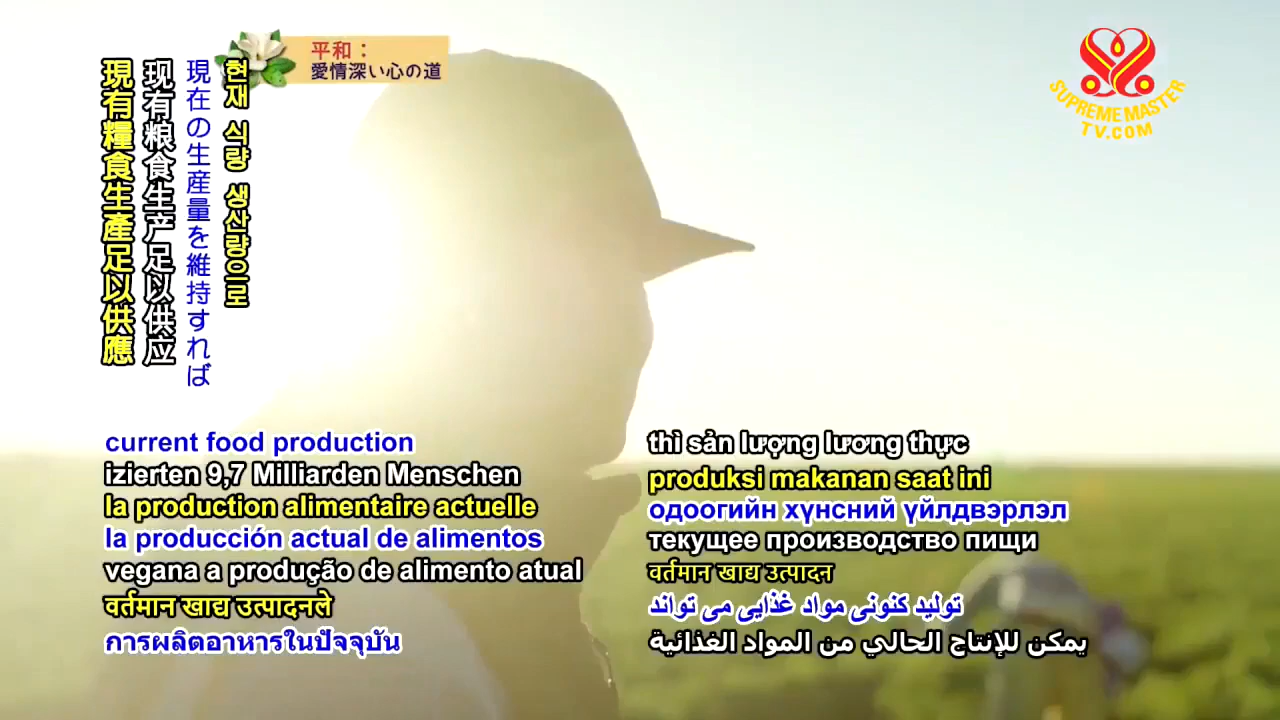 平和：
愛情深い心の道
SUPREME MASTER
TV.COM
現有糧食生產足以供應
现有粮食生产足以供应
現在の生産量を維持すれば
현재 식량 생산량으로
current food production
izierten 9,7 Milliarden Menschen
la production alimentaire actuelle
la producción actual de alimentos
vegana a produção de alimento atual
वर्तमान खाद्य उत्पादनले
การผลิตอาหารในปัจจุบัน
thì sản lượng lương thực
produksi makanan saat ini
одоогийн хүнсний үйлдвэрлэл
текущее производство пищи
वर्तमान खाद्य उत्पादन
تولید کنونی مواد غذایی می تواند
يمكن للإنتاج الحالي من المواد الغذائية